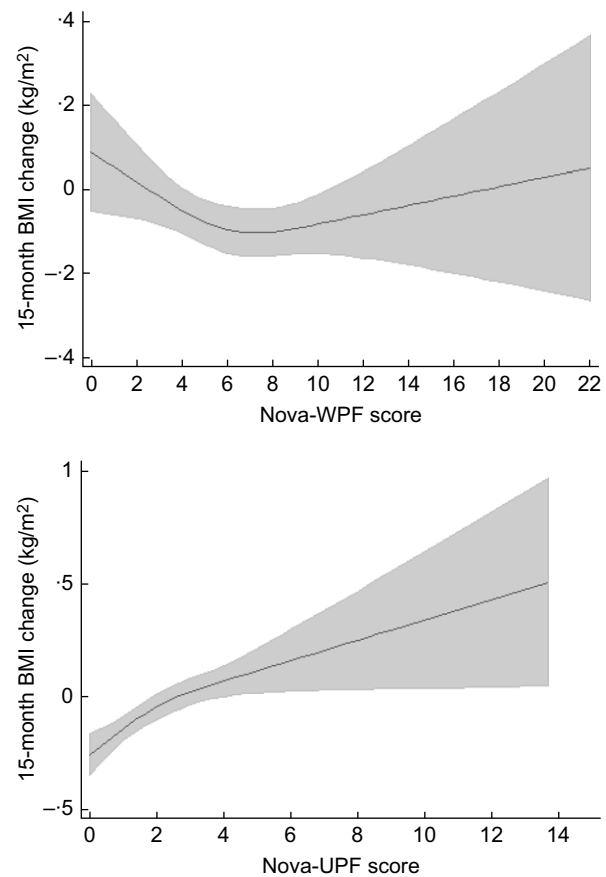 15-month BMI change (kg/m²)
·4
·2
0
–·2
–·4
0 2 4 6 8 10 12 14 16 18 20 22
Nova-WPF score
15-month BMI change (kg/m²)
1
·5
0
–·5
0 2 4 6 8 10 12 14
Nova-UPF score